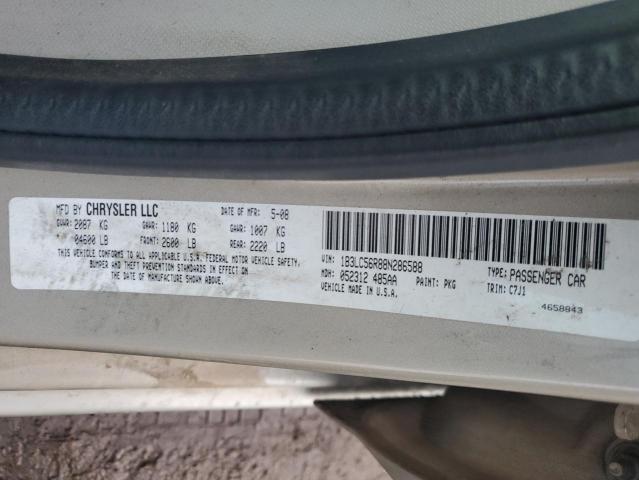 MFD BY CHRYSLER LLC DATE OF MFR: 5-08
GVWR: 2087 KG GAWR: 1180 KG GAWR: 1007 KG
04600 LB FRONT: 2600 LB REAR: 2220 LB
THIS VEHICLE CONFORMS TO ALL APPLICABLE U.S.A. FEDERAL MOTOR VEHICLE SAFETY,
BUMPER AND THEFT PREVENTION STANDARDS IN EFFECT ON
THE DATE OF MANUFACTURE SHOWN ABOVE.
VIN: 1B3LC56R88N286588 TYPE: PASSENGER CAR
MDH: 052312 485AA PAINT: PKG TRIM: C7J1
VEHICLE MADE IN U.S.A. 4658843